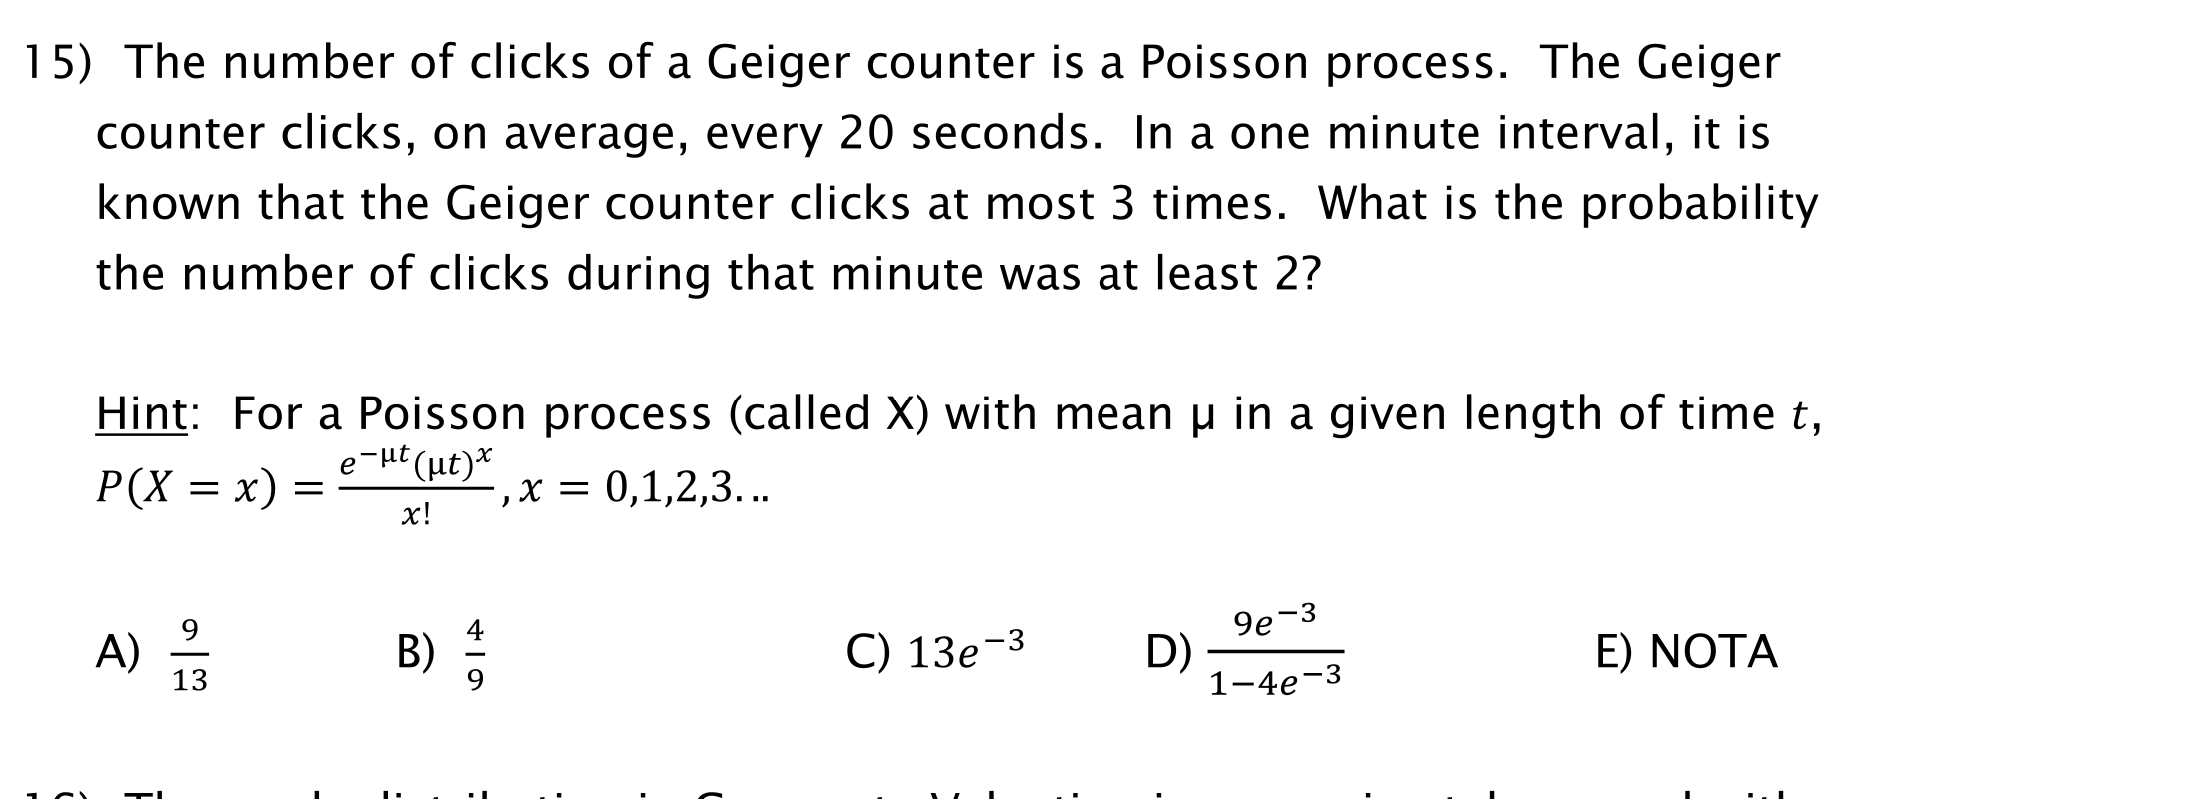 15) The number of clicks of a Geiger counter is a Poisson process. The Geiger
counter clicks, on average, every 20 seconds. In a one minute interval, it is
known that the Geiger counter clicks at most 3 times. What is the probability
the number of clicks during that minute was at least 2?
Hint: For a Poisson process (called X) with mean μ in a given length of time t,
P(X = x) = \frac{e^{-μt}(μt)^x}{x!}, x = 0,1,2,3...
A) \frac{9}{13} B) \frac{4}{9} C) 13e^{-3} D) \frac{9e^{-3}}{1-4e^{-3}} E) NOTA